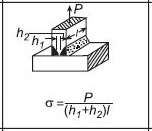 P
h₂
h₁
l
σ = P / (h₁+h₂)l